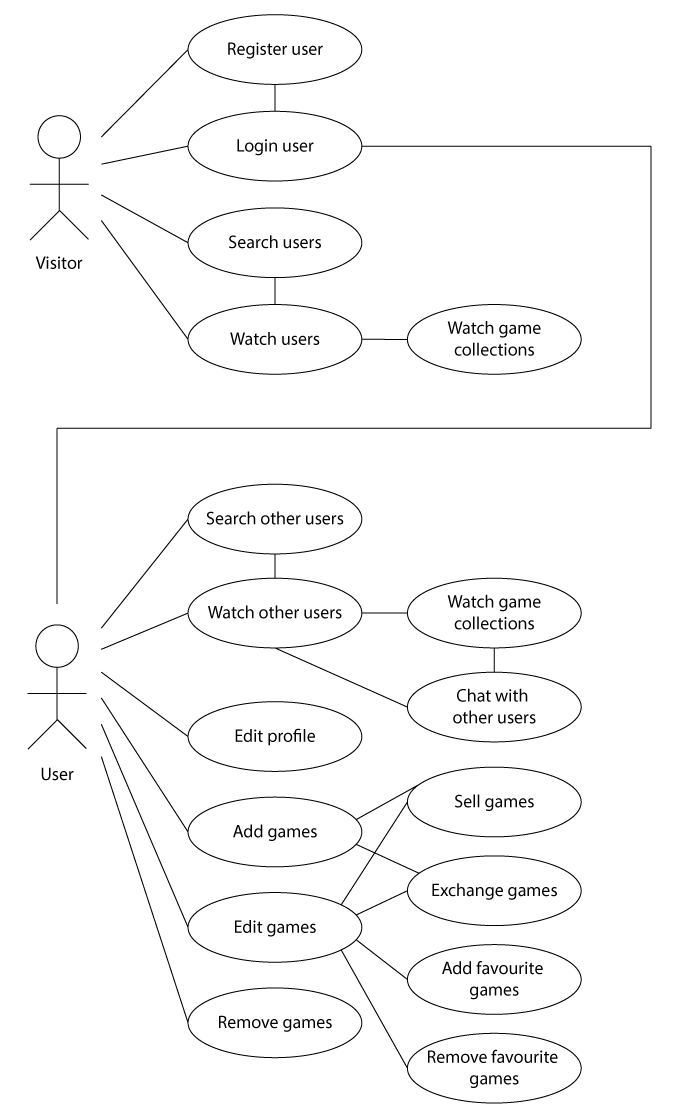 Register user
Login user
Visitor
Search users
Watch users
Watch game
collections
Search other users
Watch other users
Watch game
collections
Chat with
other users
Edit profile
User
Add games
Sell games
Exchange games
Edit games
Add favourite
games
Remove games
Remove favourite
games